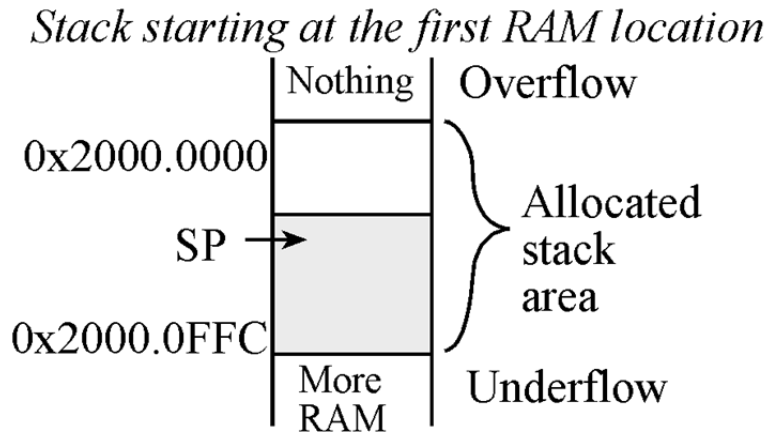 Stack starting at the first RAM location
Nothing
Overflow
0x2000.0000
SP
Allocated
stack
area
0x2000.0FFC
More
RAM
Underflow